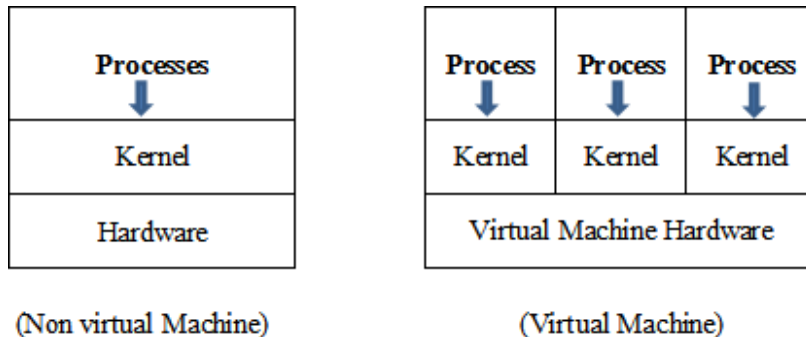 Processes
Kernel
Hardware
(Non virtual Machine)
Process Process Process
Kernel Kernel Kernel
Virtual Machine Hardware
(Virtual Machine)